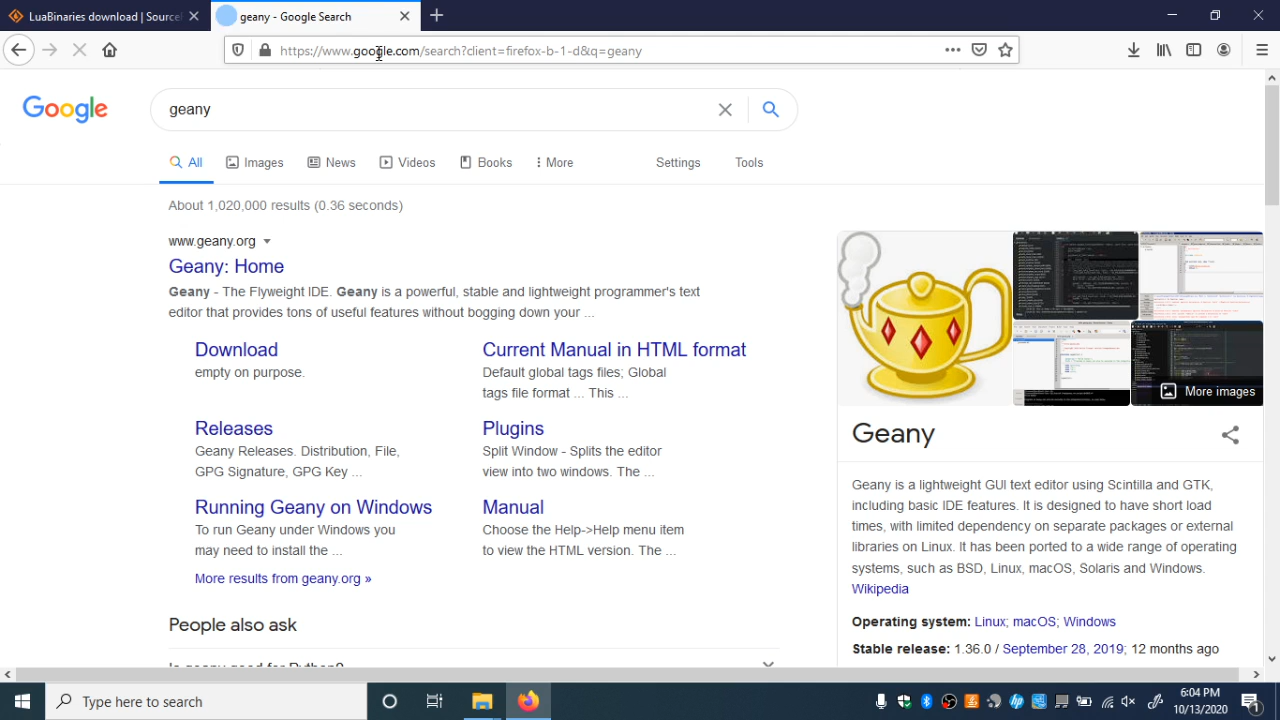 LuaBinaries download | Source
geany - Google Search
https://www.google.com/search?client=firefox-b-1-d&q=geany
Google
geany
All
Images
News
Videos
Books
More
Settings
Tools
About 1,020,000 results (0.36 seconds)
www.geany.org
Geany: Home
Geany - The Flyweight IDE powerful, stable and lightweight programmer's text
editor that provides tons of useful features without bogging down your ...
Download
empty on purpose.
Current Manual in HTML format
Default global tags files; Global
tags file format ... This ...
Releases
Geany Releases. Distribution, File,
GPG Signature, GPG Key ...
Plugins
Split Window - Splits the editor
view into two windows. The ...
Running Geany on Windows
To run Geany under Windows you
may need to install the ...
Manual
Choose the Help->Help menu item
to view the HTML version. The ...
More results from geany.org »
People also ask
Is geany good for Python?
More images
Geany
Geany is a lightweight GUI text editor using Scintilla and GTK,
including basic IDE features. It is designed to have short load
times, with limited dependency on separate packages or external
libraries on Linux. It has been ported to a wide range of operating
systems, such as BSD, Linux, macOS, Solaris and Windows.
Wikipedia
Operating system: Linux; macOS; Windows
Stable release: 1.36.0 / September 28, 2019; 12 months ago
Type here to search
6:04 PM
10/13/2020
1